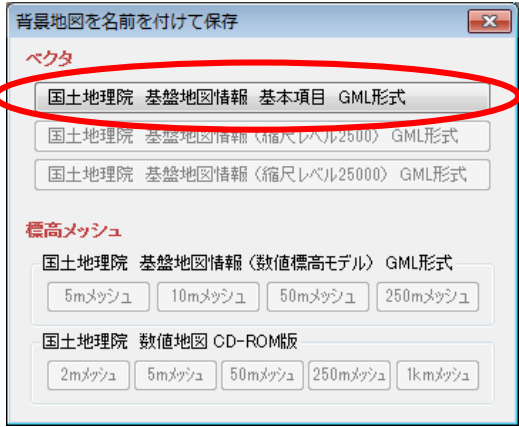 背景地図を名前を付けて保存
ベクタ
国土地理院 基盤地図情報 基本項目 GML形式
国土地理院 基盤地図情報（縮尺レベル2500） GML形式
国土地理院 基盤地図情報（縮尺レベル25000） GML形式
標高メッシュ
国土地理院 基盤地図情報（数値標高モデル） GML形式
5mメッシュ 10mメッシュ 50mメッシュ 250mメッシュ
国土地理院 数値地図 CD-ROM版
2mメッシュ 5mメッシュ 50mメッシュ 250mメッシュ 1kmメッシュ